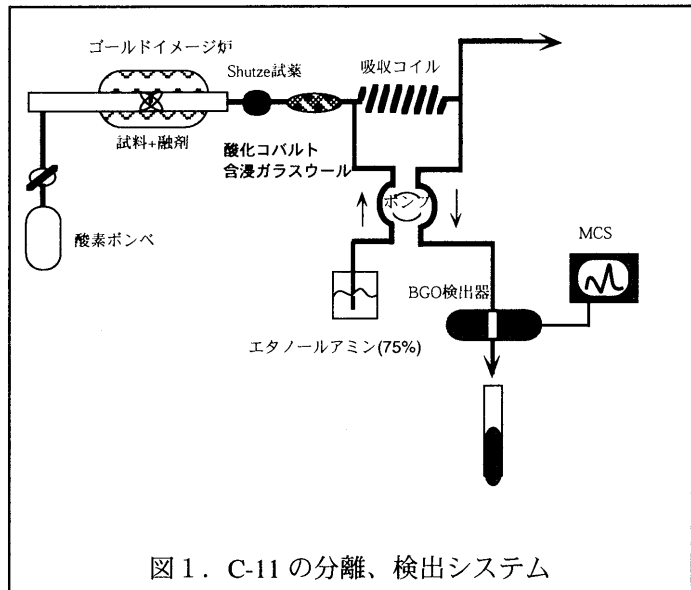 ゴールドイメージ炉
Shutze試薬
吸収コイル
試料+融剤
酸化コバルト
含浸ガラスウール
ポンプ
酸素ボンベ
MCS
BGO検出器
エタノールアミン(75%)
図1. C-11 の分離、検出システム